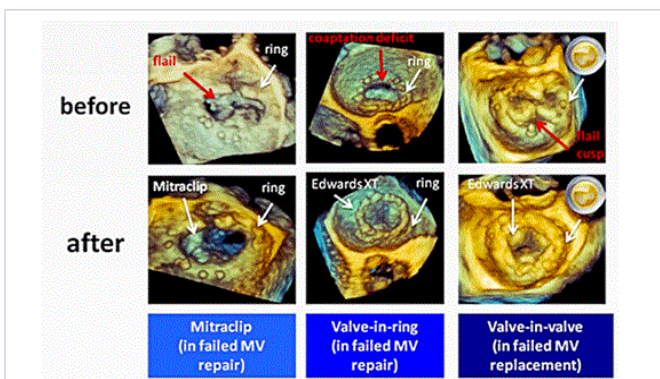 before
flail
ring
coaptation deficit
ring
flail
cusp
after
Mitraclip
ring
Edwards XT
ring
Edwards XT
Mitraclip
(in failed MV
repair)
Valve-in-ring
(in failed MV
repair)
Valve-in-valve
(in failed MV
replacement)